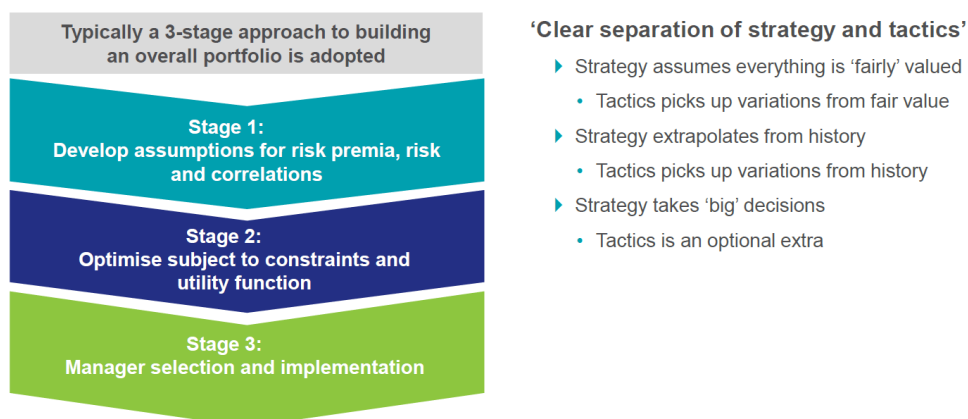 Typically a 3-stage approach to building
an overall portfolio is adopted
Stage 1:
Develop assumptions for risk premia, risk
and correlations
Stage 2:
Optimise subject to constraints and
utility function
Stage 3:
Manager selection and implementation
‘Clear separation of strategy and tactics’
Strategy assumes everything is ‘fairly’ valued
• Tactics picks up variations from fair value
Strategy extrapolates from history
• Tactics picks up variations from history
Strategy takes ‘big’ decisions
• Tactics is an optional extra